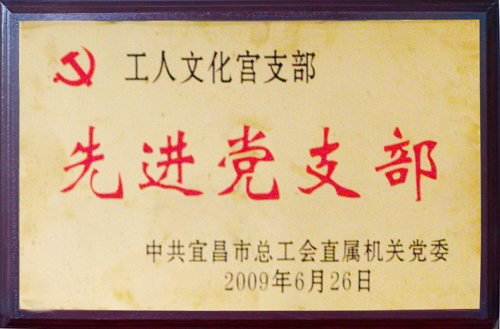 工人文化宫支部
先进党支部
中共宜昌市总工会直属机关党委
2009年6月26日